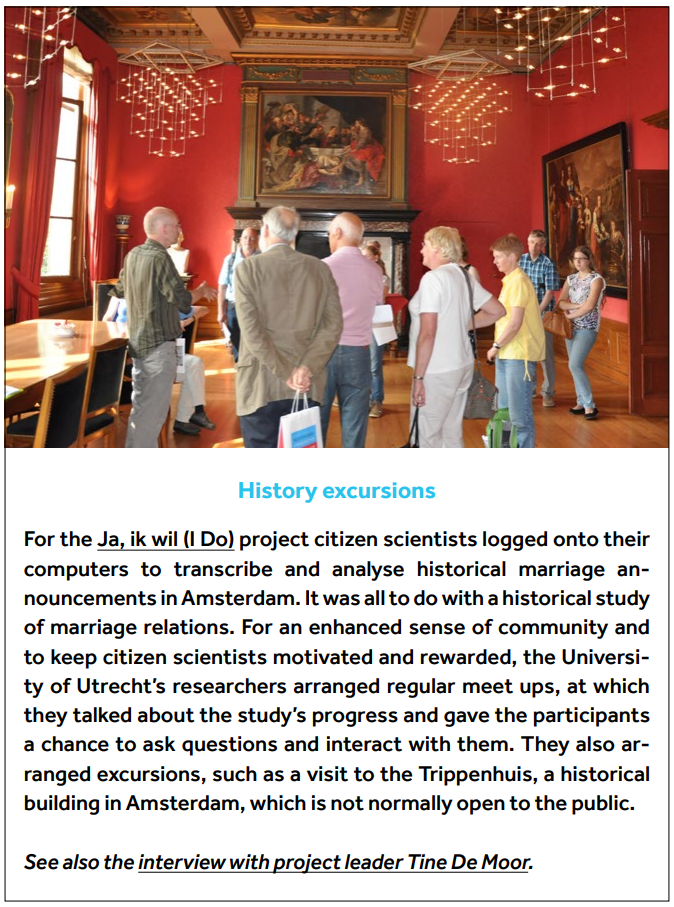 History excursions
For the Ja, ik wil (I Do) project citizen scientists logged onto their
computers to transcribe and analyse historical marriage an-
nouncements in Amsterdam. It was all to do with a historical study
of marriage relations. For an enhanced sense of community and
to keep citizen scientists motivated and rewarded, the Universi-
ty of Utrecht’s researchers arranged regular meet ups, at which
they talked about the study’s progress and gave the participants
a chance to ask questions and interact with them. They also ar-
ranged excursions, such as a visit to the Trippenhuis, a historical
building in Amsterdam, which is not normally open to the public.
See also the interview with project leader Tine De Moor.